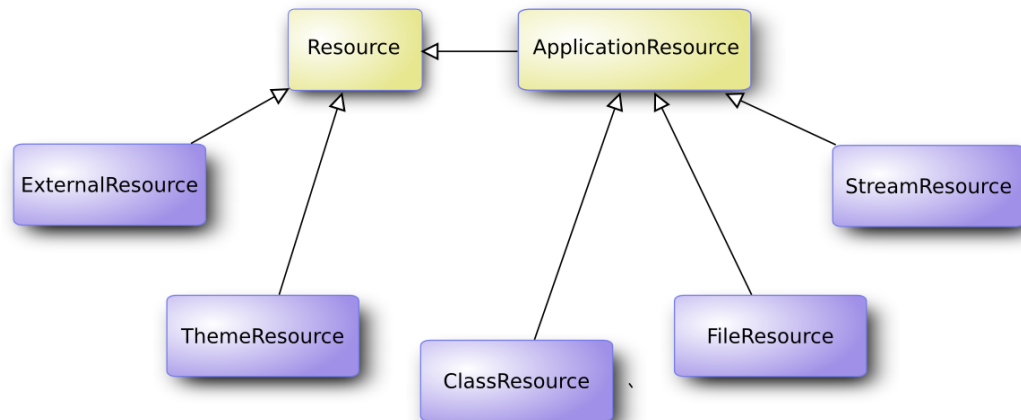 Resource
ApplicationResource
ExternalResource
StreamResource
ThemeResource
FileResource
ClassResource